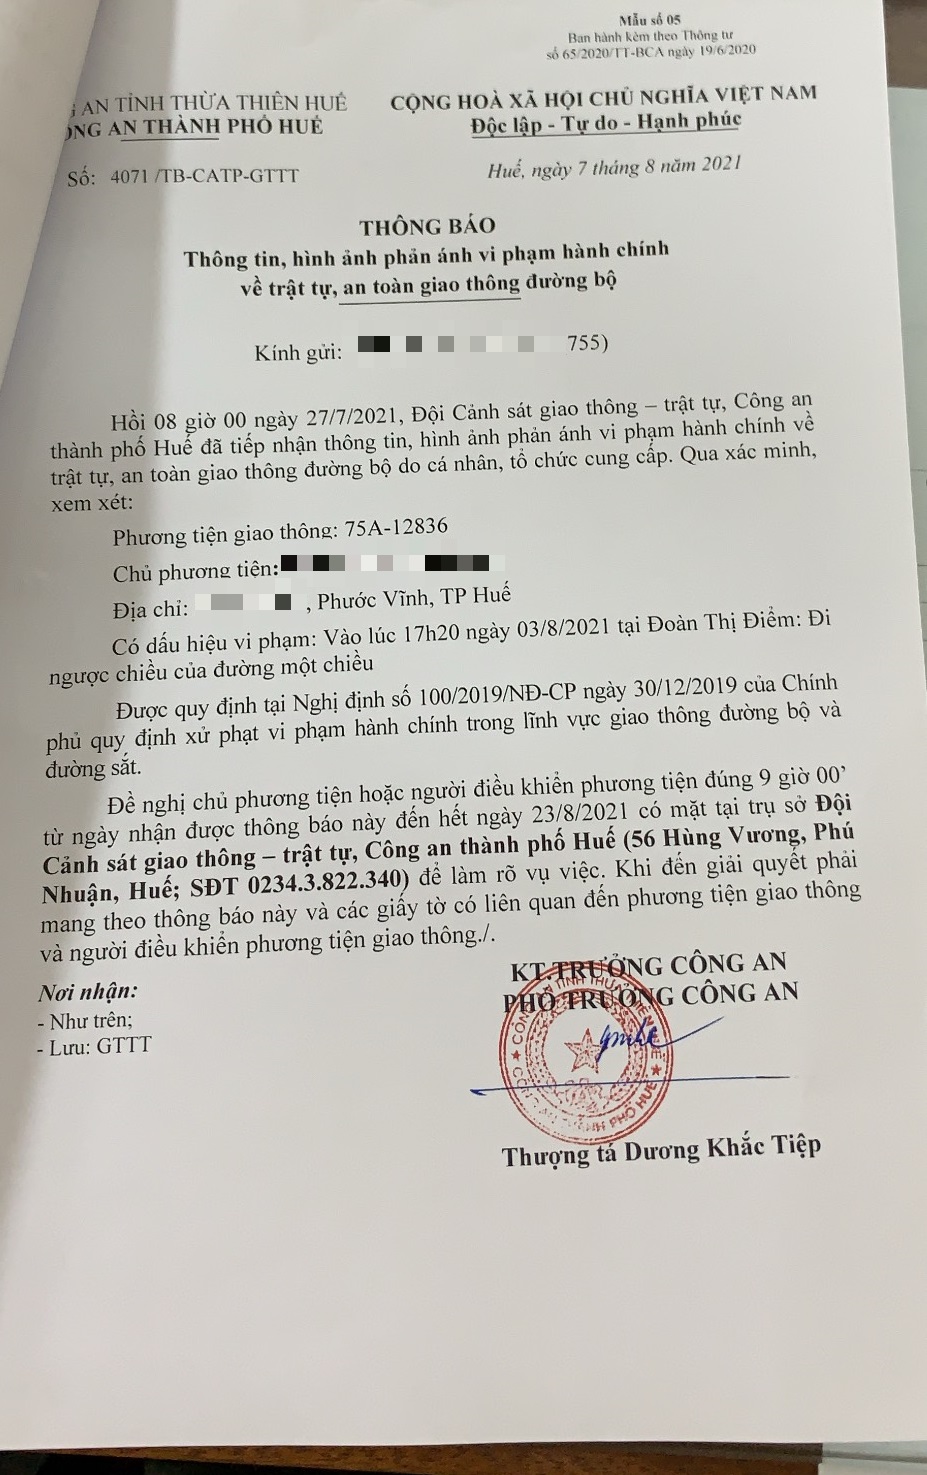 Mẫu số 05
Ban hành kèm theo Thông tư
số 65/2020/TT-BCA ngày 19/6/2020
AN TỈNH THỪA THIÊN HUẾ
ÔNG AN THÀNH PHỐ HUẾ
CỘNG HOÀ XÃ HỘI CHỦ NGHĨA VIỆT NAM
Độc lập - Tự do - Hạnh phúc
Số: 4071 /TB-CATP-GTTT
Huế, ngày 7 tháng 8 năm 2021
THÔNG BÁO
Thông tin, hình ảnh phản ánh vi phạm hành chính
về trật tự, an toàn giao thông đường bộ
Kính gửi: 755)
Hồi 08 giờ 00 ngày 27/7/2021, Đội Cảnh sát giao thông – trật tự, Công an
thành phố Huế đã tiếp nhận thông tin, hình ảnh phản ánh vi phạm hành chính về
trật tự, an toàn giao thông đường bộ do cá nhân, tổ chức cung cấp. Qua xác minh,
xem xét:
Phương tiện giao thông: 75A-12836
Chủ phương tiện:
Địa chỉ: , Phước Vĩnh, TP Huế
Có dấu hiệu vi phạm: Vào lúc 17h20 ngày 03/8/2021 tại Đoàn Thị Điểm: Đi
ngược chiều của đường một chiều
Được quy định tại Nghị định số 100/2019/NĐ-CP ngày 30/12/2019 của Chính
phủ quy định xử phạt vi phạm hành chính trong lĩnh vực giao thông đường bộ và
đường sắt.
Đề nghị chủ phương tiện hoặc người điều khiển phương tiện đúng 9 giờ 00’
từ ngày nhận được thông báo này đến hết ngày 23/8/2021 có mặt tại trụ sở Đội
Cảnh sát giao thông – trật tự, Công an thành phố Huế (56 Hùng Vương, Phú
Nhuận, Huế; SĐT 0234.3.822.340) để làm rõ vụ việc. Khi đến giải quyết phải
mang theo thông báo này và các giấy tờ có liên quan đến phương tiện giao thông
và người điều khiển phương tiện giao thông./.
Nơi nhận:
- Như trên;
- Lưu: GTTT
KT.TRƯỞNG CÔNG AN
PHÓ TRƯỞNG CÔNG AN
Thượng tá Dương Khắc Tiệp